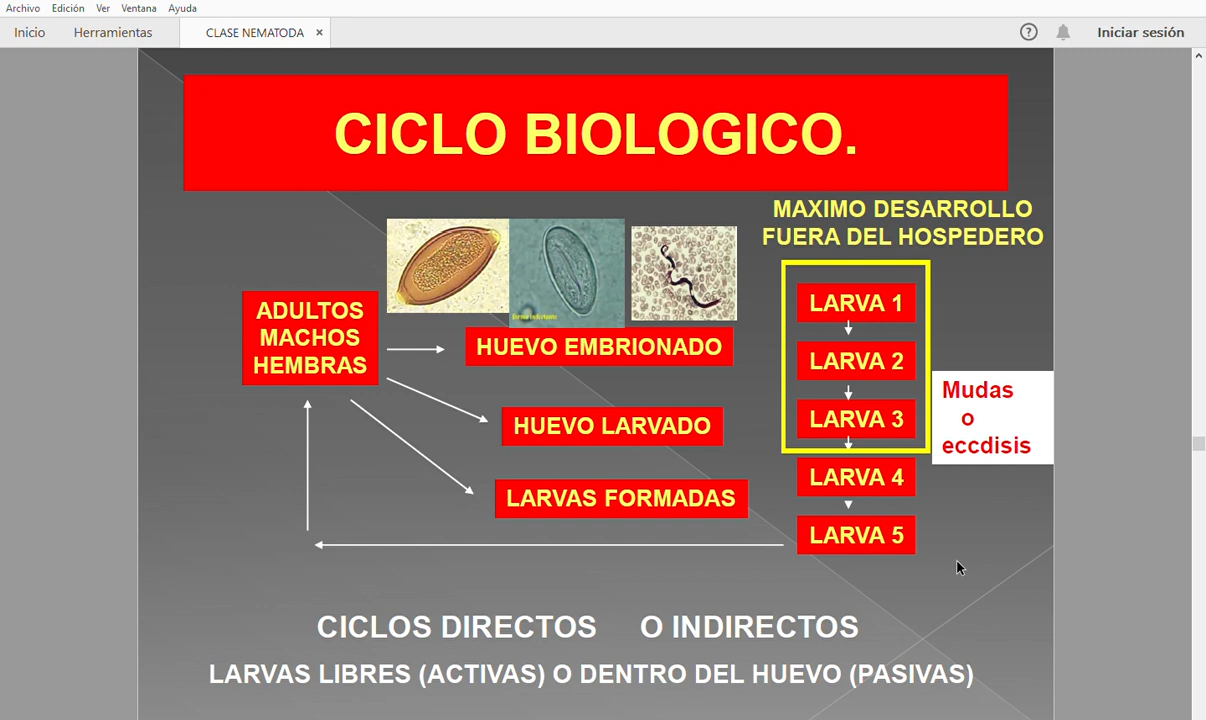 Archivo Edición Ver Ventana Ayuda
Inicio Herramientas CLASE NEMATODA × ? Iniciar sesión
CICLO BIOLOGICO.
MAXIMO DESARROLLO
FUERA DEL HOSPEDERO
ADULTOS
MACHOS
HEMBRAS
HUEVO EMBRIONADO
HUEVO LARVADO
LARVAS FORMADAS
LARVA 1
LARVA 2
LARVA 3
LARVA 4
LARVA 5
Mudas
o
eccdisis
CICLOS DIRECTOS O INDIRECTOS
LARVAS LIBRES (ACTIVAS) O DENTRO DEL HUEVO (PASIVAS)